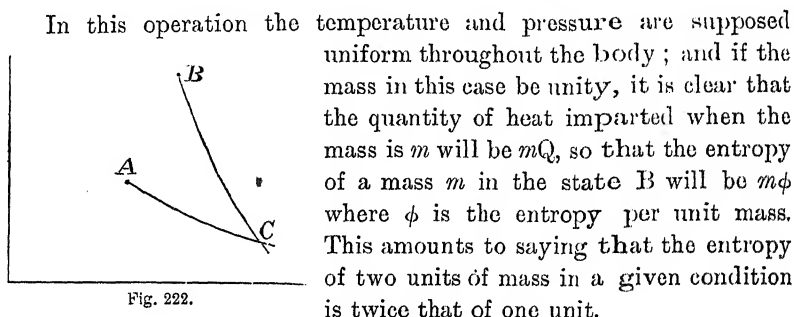 In this operation the temperature and pressure are supposed
uniform throughout the body ; and if the
mass in this case be unity, it is clear that
the quantity of heat imparted when the
mass is m will be mQ, so that the entropy
of a mass m in the state B will be mϕ
where ϕ is the entropy per unit mass.
This amounts to saying that the entropy
of two units of mass in a given condition
is twice that of one unit.
B
A
C
Fig. 222.